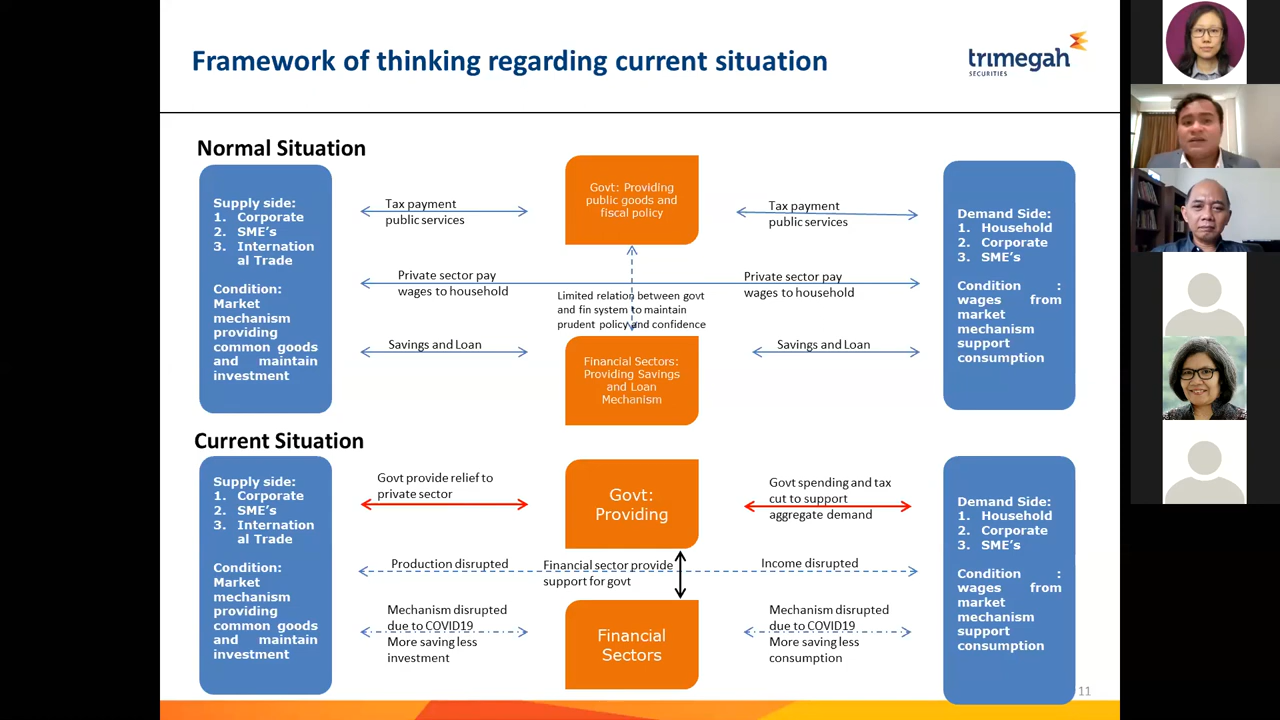 Framework of thinking regarding current situation
trimegah
SECURITIES
Normal Situation
Supply side:
1. Corporate
2. SME's
3. Internation
al Trade
Condition:
Market
mechanism
providing
common goods
and maintain
investment
Tax payment
public services
Private sector pay
wages to household
Savings and Loan
Govt: Providing
public goods and
fiscal policy
Limited relation between govt
and fin system to maintain
prudent policy and confidence
Financial Sectors:
Providing Savings
and Loan
Mechanism
Tax payment
public services
Private sector pay
wages to household
Savings and Loan
Demand Side:
1. Household
2. Corporate
3. SME's
Condition :
wages from
market
mechanism
support
consumption
Current Situation
Supply side:
1. Corporate
2. SME's
3. Internation
al Trade
Condition:
Market
mechanism
providing
common goods
and maintain
investment
Govt provide relief to
private sector
Production disrupted
Mechanism disrupted
due to COVID19
More saving less
investment
Govt:
Providing
Financial sector provide
support for govt
Financial
Sectors
Govt spending and tax
cut to support
aggregate demand
Income disrupted
Mechanism disrupted
due to COVID19
More saving less
consumption
Demand Side:
1. Household
2. Corporate
3. SME's
Condition :
wages from
market
mechanism
support
consumption
11